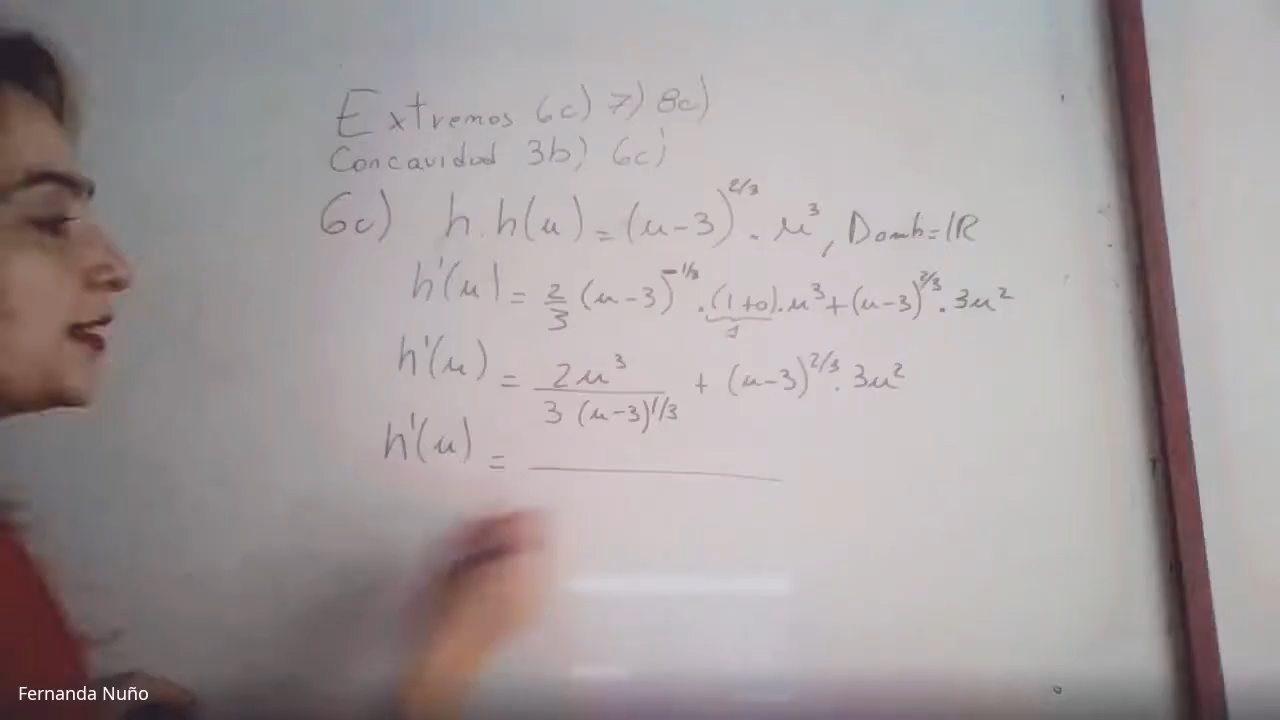 Extremos 6c) 7) 8c)
Concavidad 3b) 6c)
6c) h. h(u) = (u-3)^2/3 . u^3, Dom h = IR
h'(u) = 2/3 (u-3)^-1/3 . (1+0) . u^3 + (u-3)^2/3 . 3u^2
1
h'(u) = 2u^3 / 3 (u-3)^1/3 + (u-3)^2/3 . 3u^2
h'(u) =
Fernanda Nuño